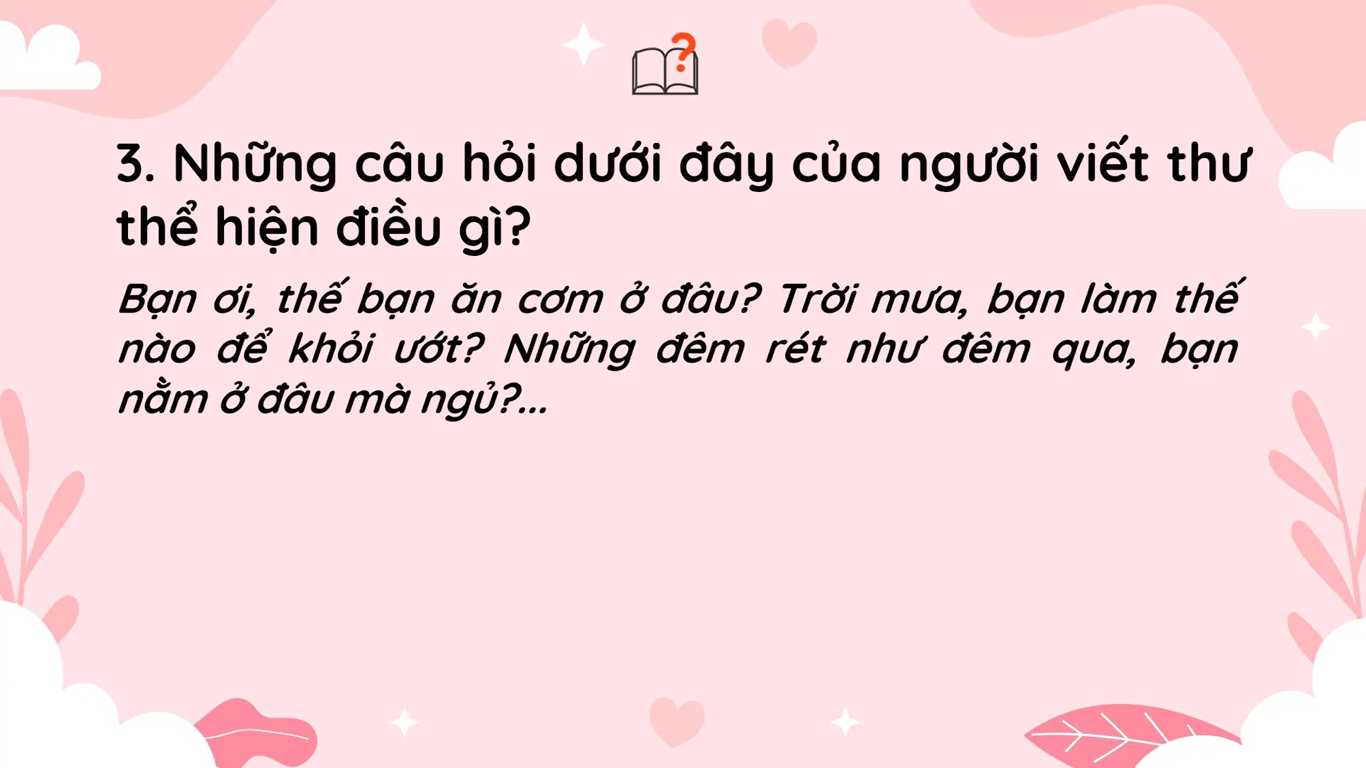 ?
3. Những câu hỏi dưới đây của người viết thư
thể hiện điều gì?
Bạn ơi, thế bạn ăn cơm ở đâu? Trời mưa, bạn làm thế
nào để khỏi ướt? Những đêm rét như đêm qua, bạn
nằm ở đâu mà ngủ?...